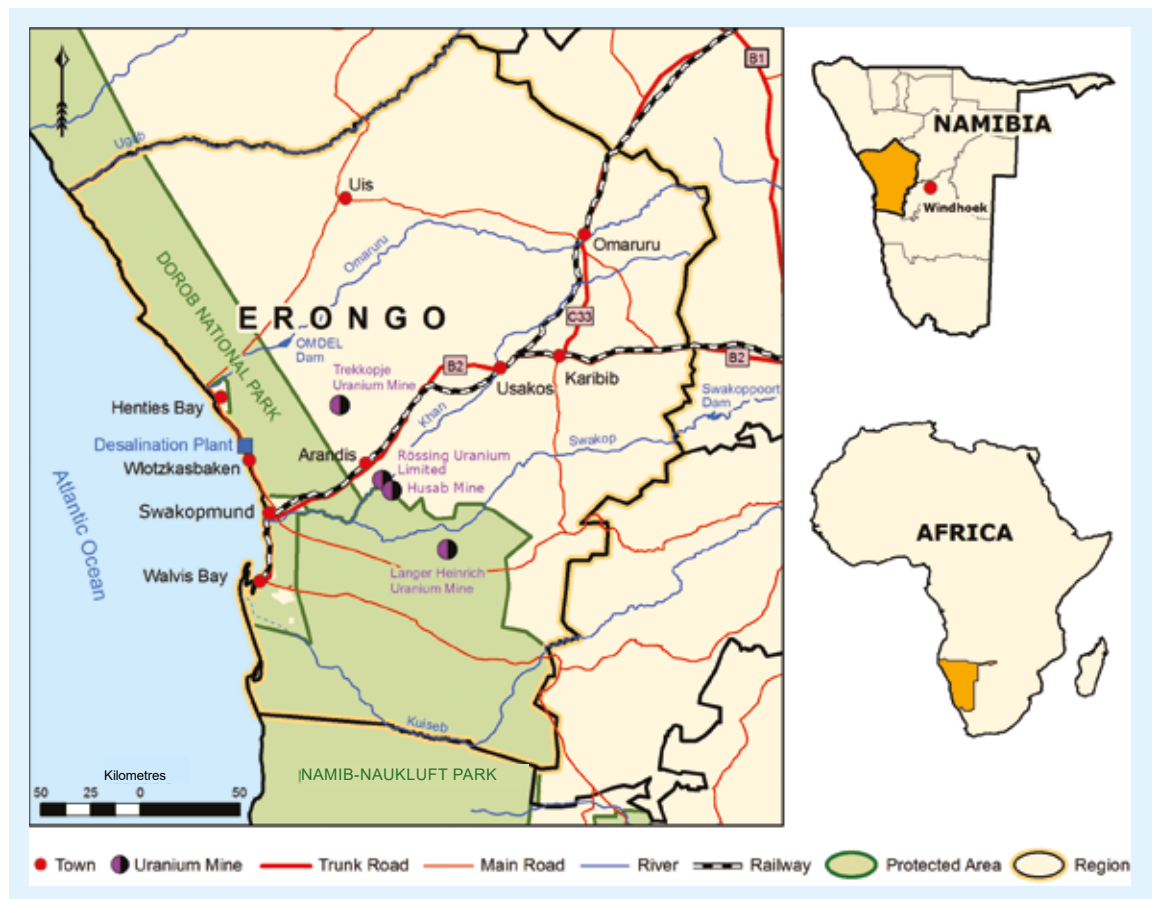 B1
NAMIBIA
Windhoek
Ugab
Uis
Omaruru
Omaruru
DOROB NATIONAL PARK
ERONGO
C33
OMDEL
Dam
Trekkopje
Uranium Mine
B2
B2
Usakos
Karibib
Swakoppoort
Dam
Henties Bay
Khan
Desalination Plant
Swakop
Wlotzkasbaken
Arandis
Rössing Uranium
Limited
Husab Mine
Atlantic Ocean
Swakopmund
AFRICA
Walvis Bay
Langer Heinrich
Uranium Mine
Kuiseb
NAMIB-NAUKLUFT PARK
Kilometres
50 25 0 50
Town Uranium Mine Trunk Road Main Road River Railway Protected Area Region